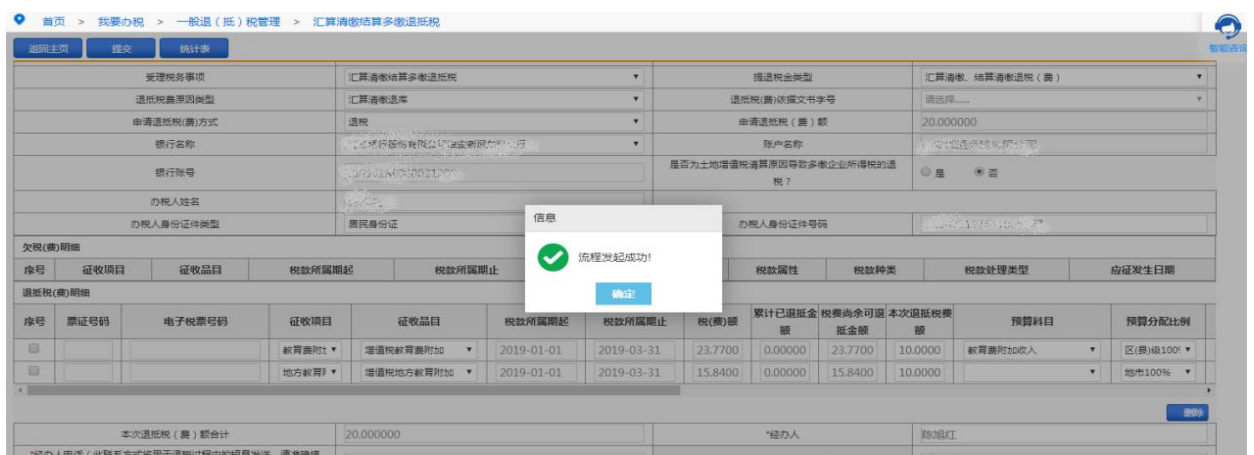 首页 > 我要办税 > 一般退（抵）税管理 > 汇算清缴结算多缴退抵税
智能咨询
返回主页 提交 统计表
受理税务事项 汇算清缴结算多缴退抵税 提退税金类型 汇算清缴、结算清缴退税（费）
退抵税费原因类型 汇算清缴退库 退抵税(费)依据文书字号 请选择......
申请退抵税(费)方式 退税 申请退抵税（费）额 20.000000
银行名称 账户名称
银行账号 是否为土地增值税清算原因导致多缴企业所得税的退税？ 是 否
办税人姓名
办税人身份证件类型 居民身份证 办税人身份证件号码
信息
流程发起成功!
确定
欠税(费)明细
序号 征收项目 征收品目 税款所属期起 税款所属期止 税款属性 税款种类 税款处理类型 应征发生日期
退抵税(费)明细
序号 票证号码 电子税票号码 征收项目 征收品目 税款所属期起 税款所属期止 税(费)额 累计已退抵金额 税费尚余可退抵金额 本次退抵税费额 预算科目 预算分配比例
教育费附加 增值税教育费附加 2019-01-01 2019-03-31 23.7700 0.00000 23.7700 10.0000 教育费附加收入 区(县)级100%
地方教育 增值税地方教育附加 2019-01-01 2019-03-31 15.8400 0.00000 15.8400 10.0000 地市100%
删除
本次退抵税（费）额合计 20.000000 *经办人 陈旭红